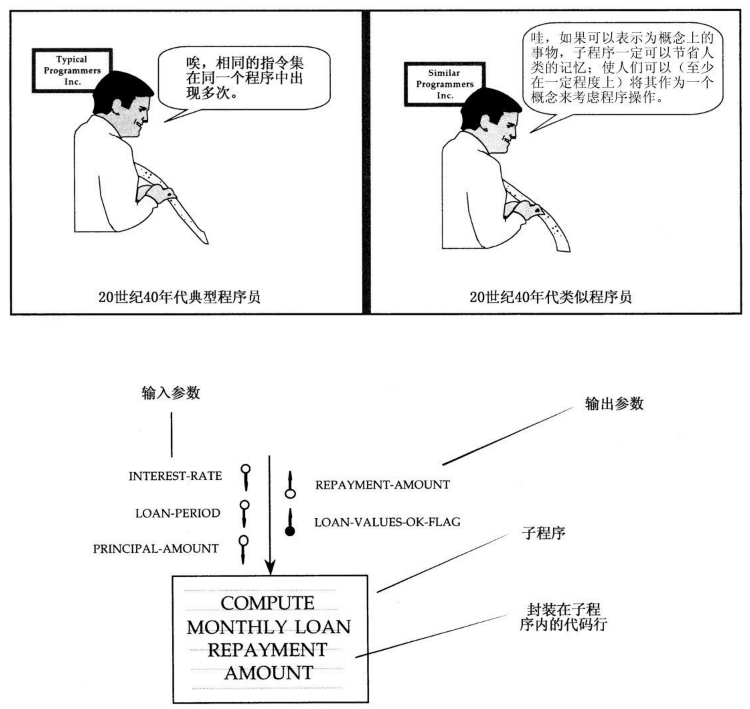 Typical
Programmers
Inc.
唉，相同的指令集
在同一个程序中出
现多次。
20世纪40年代典型程序员
Similar
Programmers
Inc.
哇，如果可以表示为概念上的
事物，子程序一定可以节省人
类的记忆；使人们可以（至少
在一定程度上）将其作为一个
概念来考虑程序操作。
20世纪40年代类似程序员
输入参数
输出参数
INTEREST-RATE
REPAYMENT-AMOUNT
LOAN-PERIOD
LOAN-VALUES-OK-FLAG
PRINCIPAL-AMOUNT
子程序
COMPUTE
MONTHLY LOAN
REPAYMENT
AMOUNT
封装在子程
序内的代码行